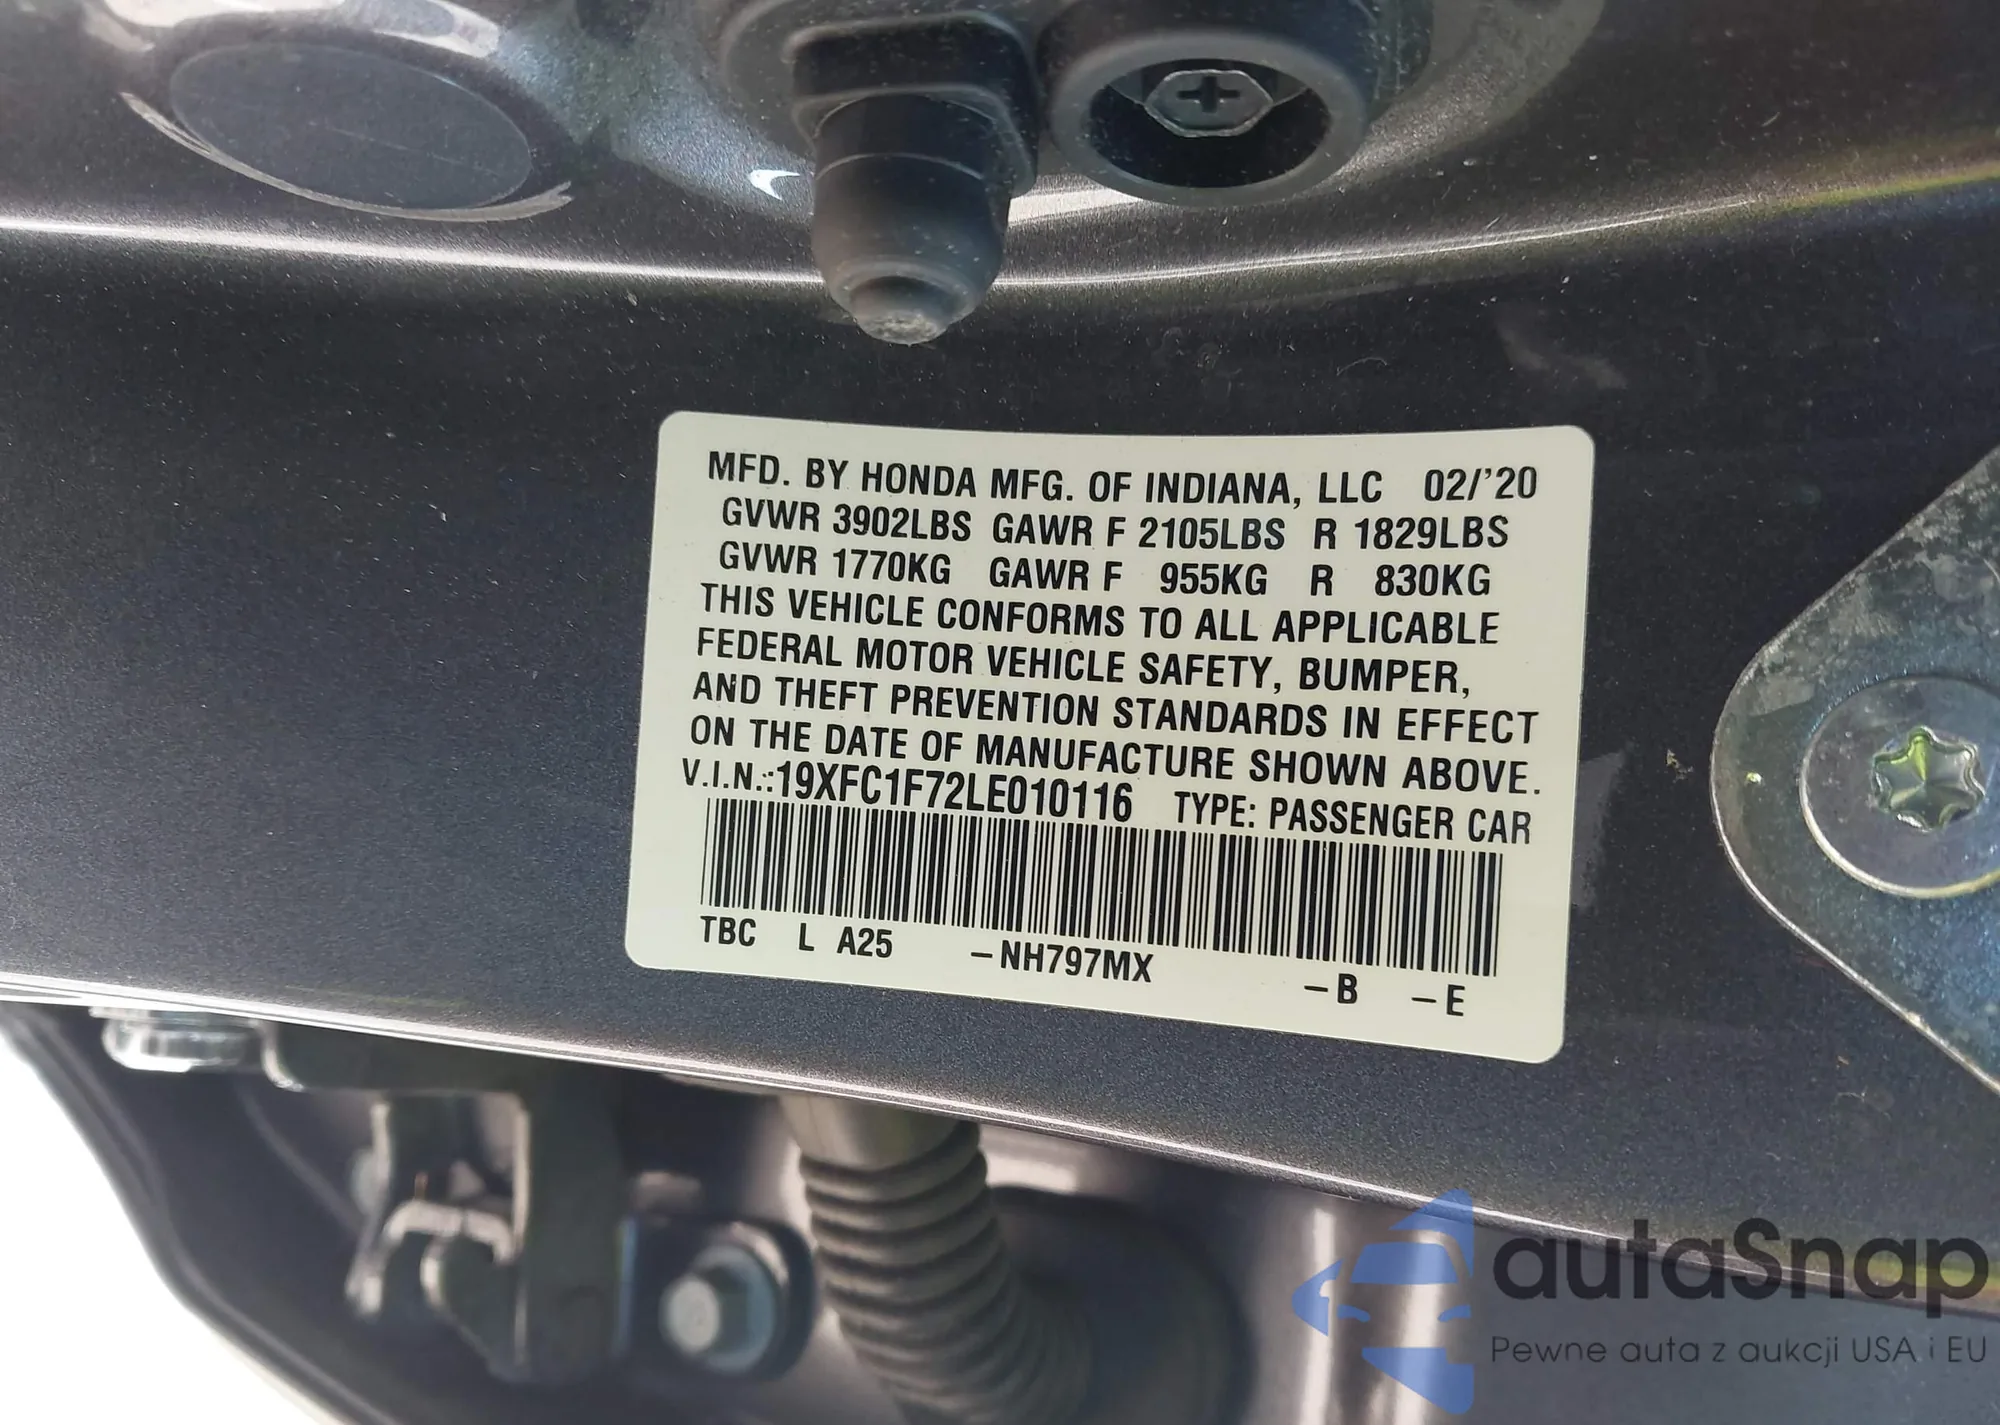 MFD. BY HONDA MFG. OF INDIANA, LLC 02/'20
GVWR 3902LBS GAWR F 2105LBS R 1829LBS
GVWR 1770KG GAWR F 955KG R 830KG
THIS VEHICLE CONFORMS TO ALL APPLICABLE
FEDERAL MOTOR VEHICLE SAFETY, BUMPER,
AND THEFT PREVENTION STANDARDS IN EFFECT
ON THE DATE OF MANUFACTURE SHOWN ABOVE.
V.I.N.:19XFC1F72LE010116 TYPE: PASSENGER CAR
TBC L A25 –NH797MX –B –E
autaSnap
Pewne auta z aukcji USA i EU